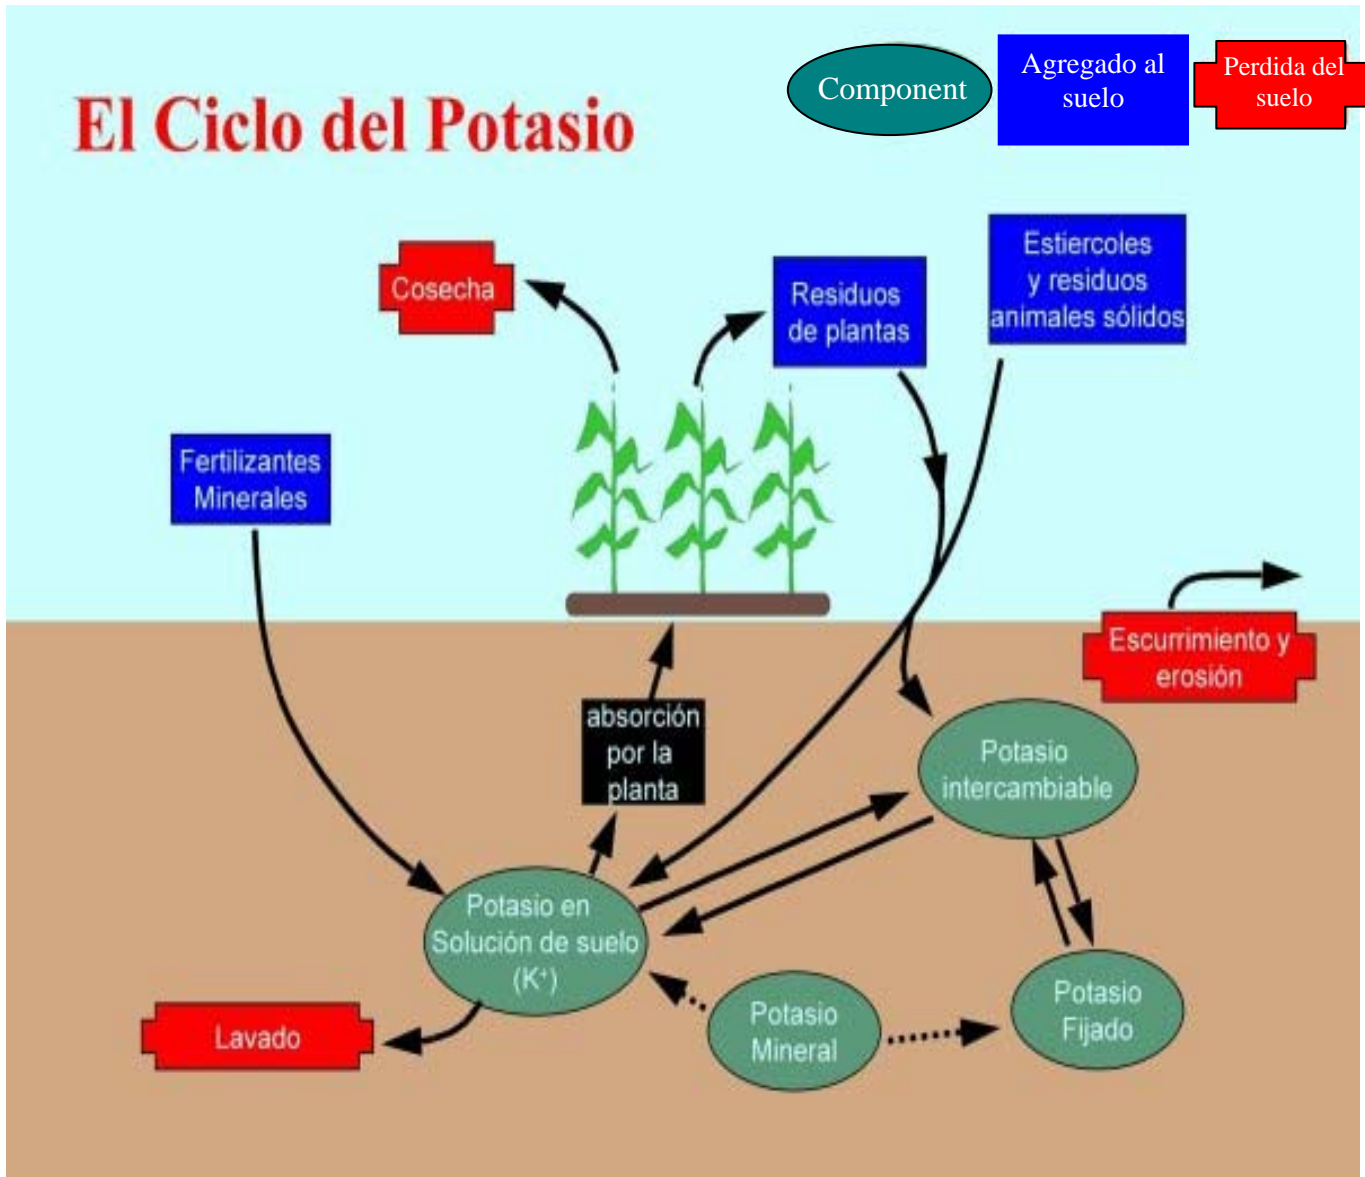 Component
Agregado al
suelo
Perdida del
suelo
El Ciclo del Potasio
Cosecha
Residuos
de plantas
Estiercoles
y residuos
animales sólidos
Fertilizantes
Minerales
Escurrimiento y
erosión
absorción
por la
planta
Potasio
intercambiable
Potasio en
Solución de suelo
(K⁺)
Potasio
Mineral
Potasio
Fijado
Lavado